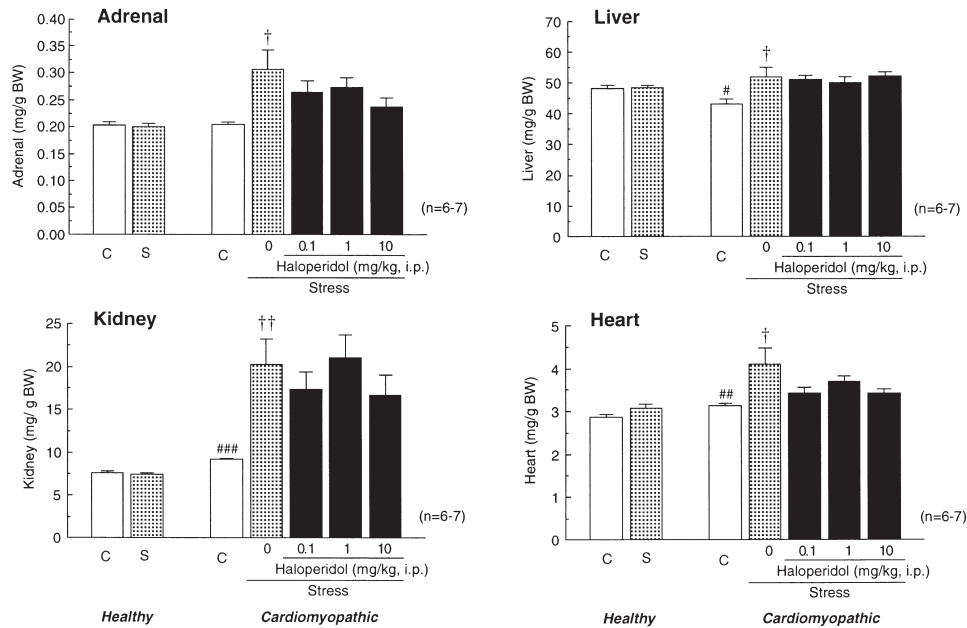 Adrenal
Adrenal (mg/g BW)
0.40
0.35
0.30
0.25
0.20
0.15
0.10
0.05
0.00
†
(n=6-7)
C S C 0 0.1 1 10
Haloperidol (mg/kg, i.p.)
Stress
Liver
Liver (mg/g BW)
70
60
50
40
30
20
10
0
#
†
(n=6-7)
C S C 0 0.1 1 10
Haloperidol (mg/kg, i.p.)
Stress
Kidney
Kidney (mg/ g BW)
25
20
15
10
5
0
###
††
(n=6-7)
C S C 0 0.1 1 10
Haloperidol (mg/kg, i.p.)
Stress
Healthy Cardiomyopathic
Heart
Heart (mg/g BW)
5
4
3
2
1
0
##
†
(n=6-7)
C S C 0 0.1 1 10
Haloperidol (mg/kg, i.p.)
Stress
Healthy Cardiomyopathic